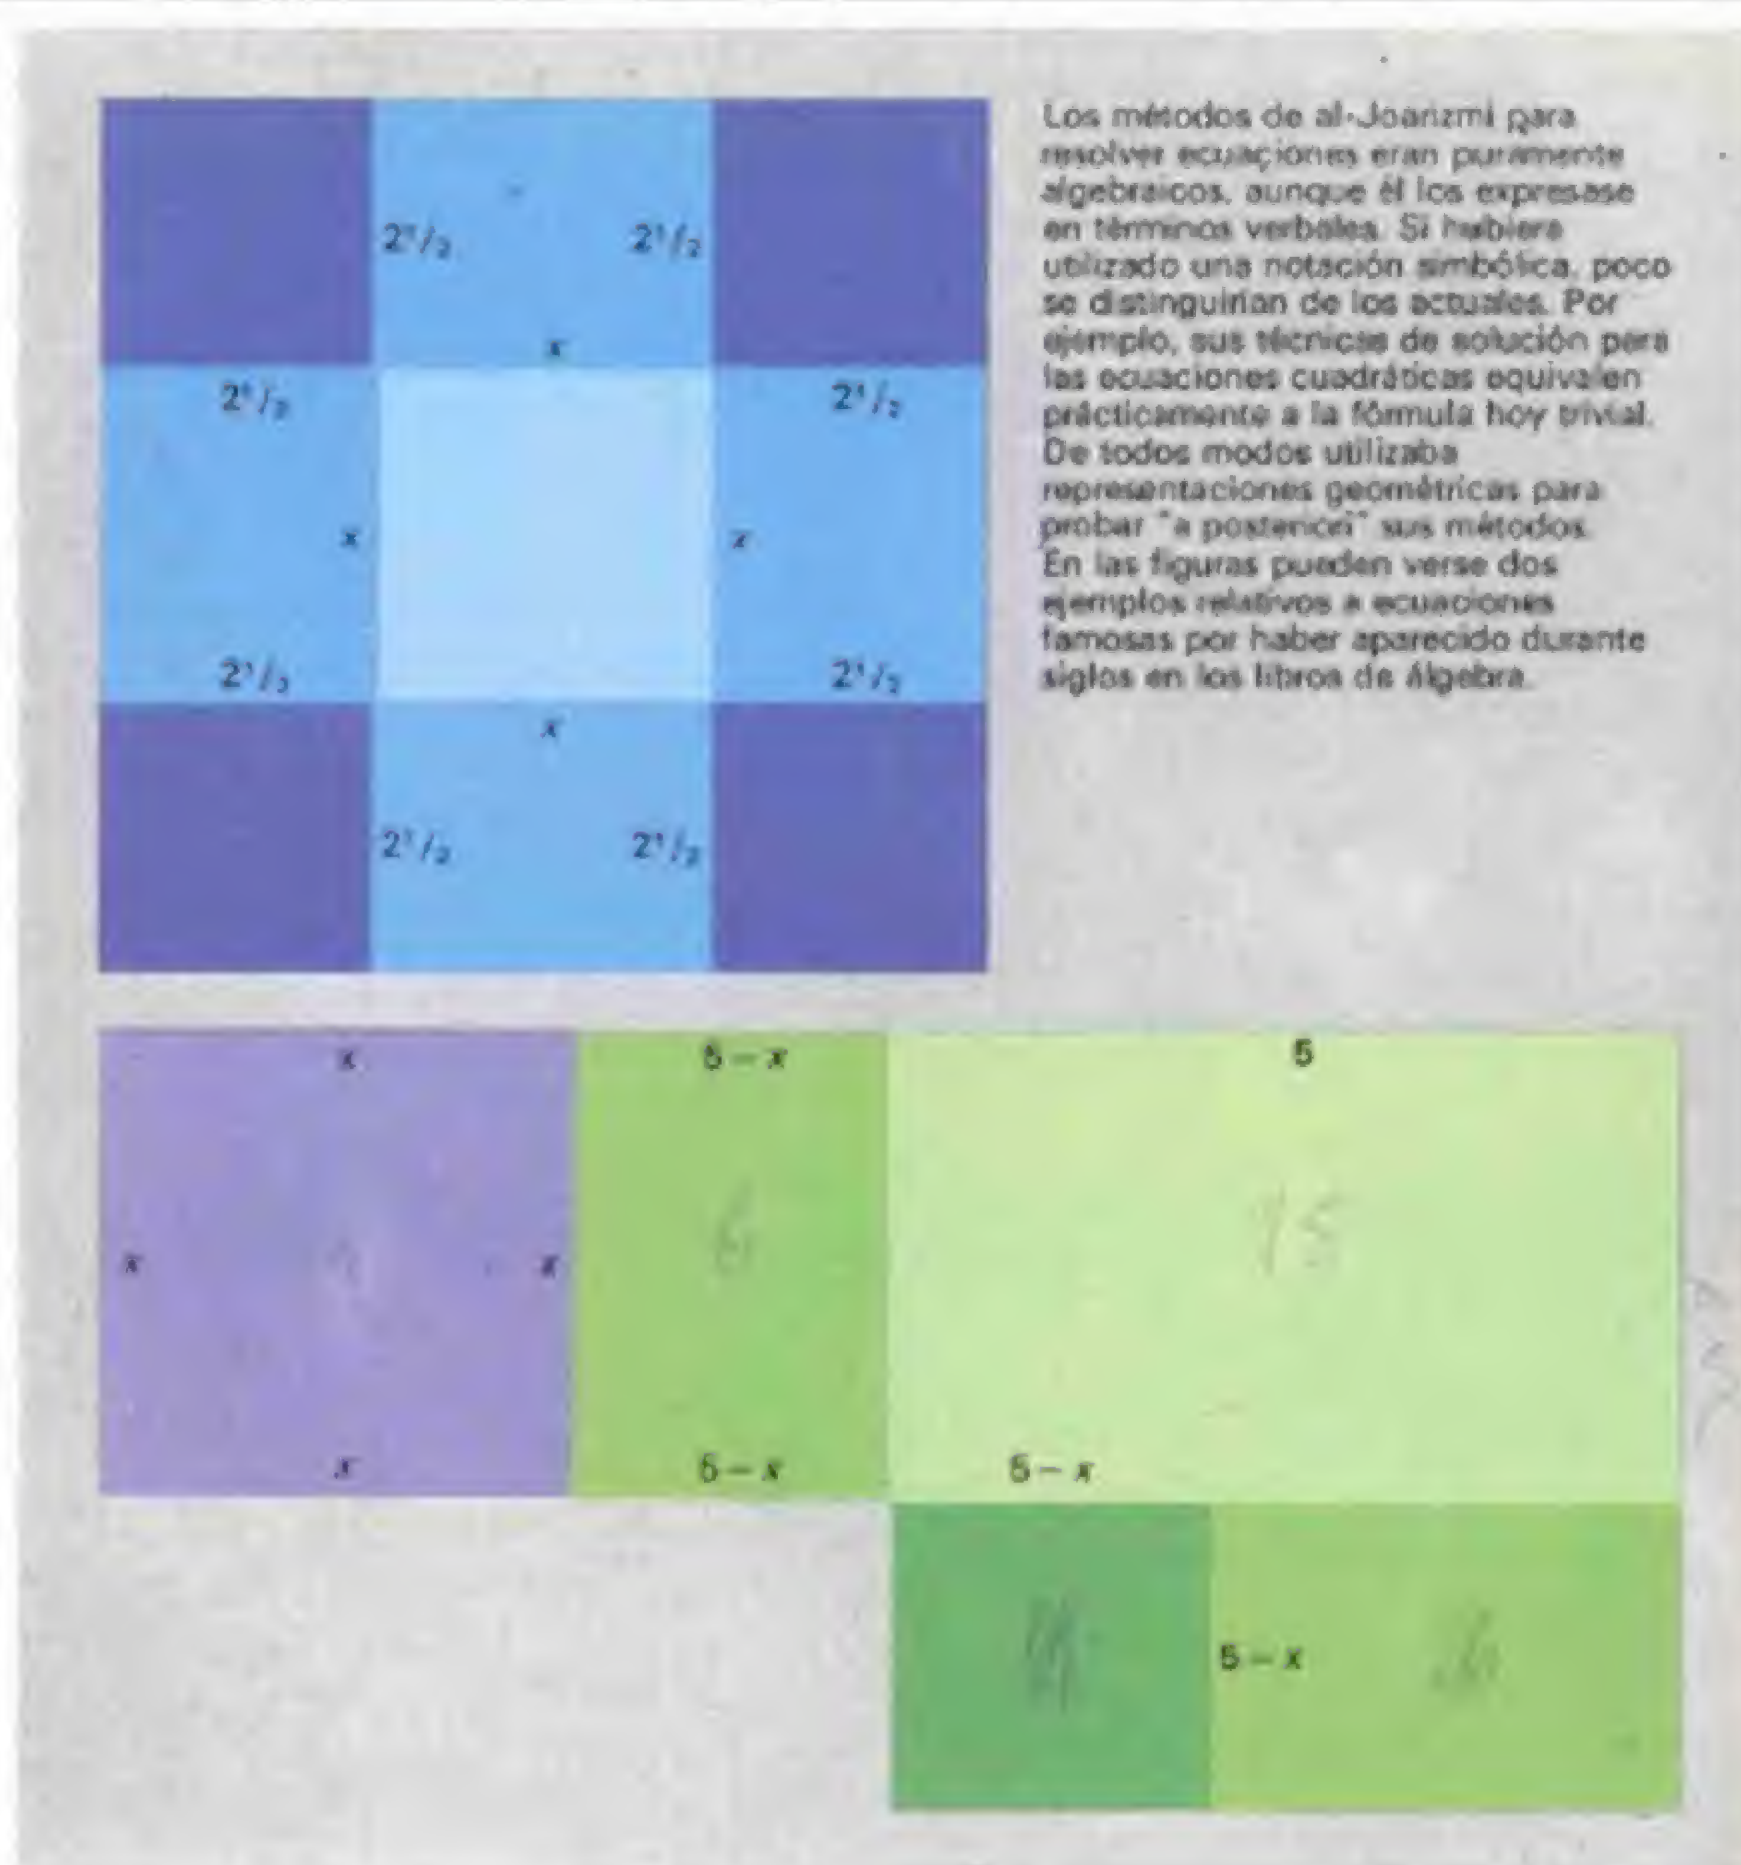 Los métodos de al-Joarizmi para
resolver ecuaciones eran puramente
algebraicos, aunque él los expresase
en términos verbales. Si hubiera
utilizado una notación simbólica, poco
se distinguirían de los actuales. Por
ejemplo, sus técnicas de solución para
las ecuaciones cuadráticas equivalen
prácticamente a la fórmula hoy trivial.
De todos modos utilizaba
representaciones geométricas para
probar "a posteriori" sus métodos.
En las figuras pueden verse dos
ejemplos relativos a ecuaciones
famosas por haber aparecido durante
siglos en los libros de álgebra.
2¹/₂ 2¹/₂
x
2¹/₂ 2¹/₂
x x
2¹/₂ 2¹/₂
x
2¹/₂ 2¹/₂
x 5 – x 5
6 15
x x
x 5 – x 5 – x
5 – x